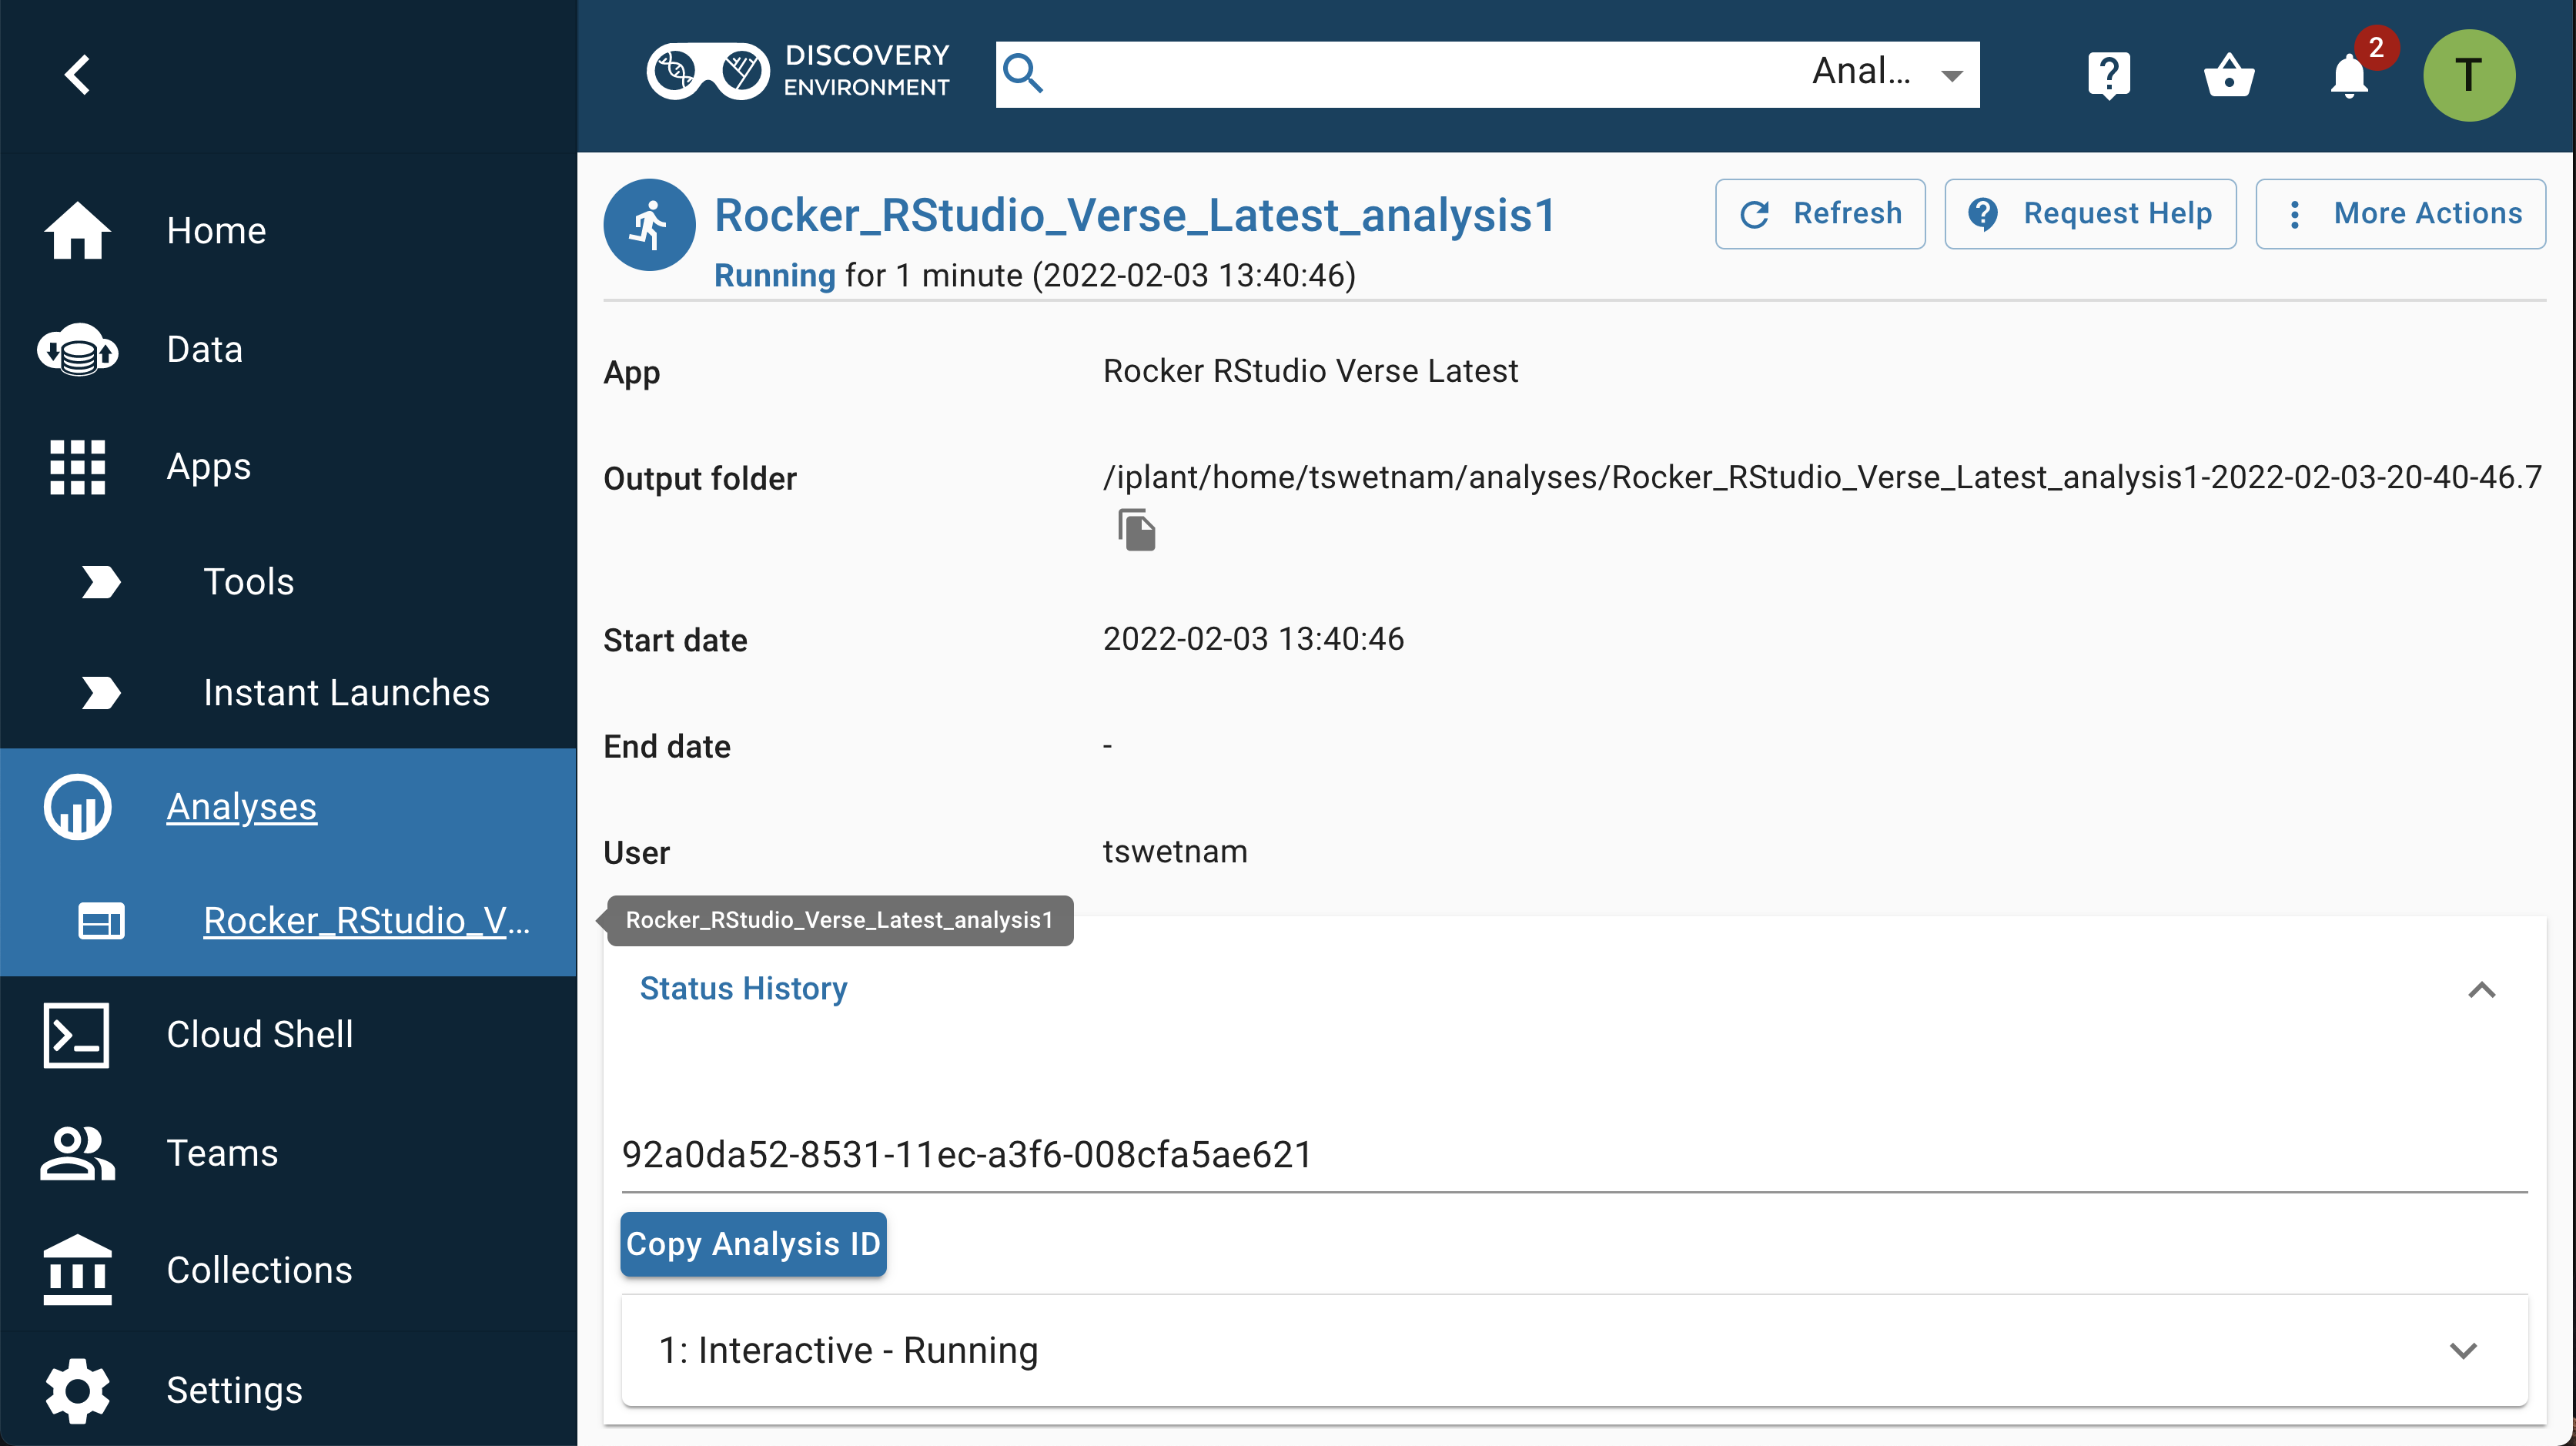 DISCOVERY
ENVIRONMENT
Anal...
2
T
Home
Data
Apps
Tools
Instant Launches
Analyses
Rocker_RStudio_V...
Cloud Shell
Teams
Collections
Settings
Rocker_RStudio_Verse_Latest_analysis1
Running for 1 minute (2022-02-03 13:40:46)
Refresh
Request Help
More Actions
App Rocker RStudio Verse Latest
Output folder /iplant/home/tswetnam/analyses/Rocker_RStudio_Verse_Latest_analysis1-2022-02-03-20-40-46.7
Start date 2022-02-03 13:40:46
End date -
User tswetnam
Rocker_RStudio_Verse_Latest_analysis1
Status History
92a0da52-8531-11ec-a3f6-008cfa5ae621
Copy Analysis ID
1: Interactive - Running